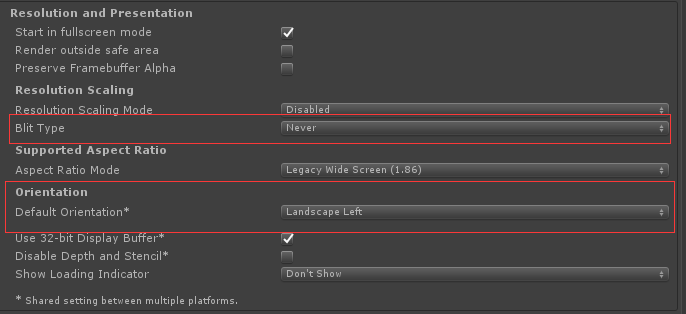 Resolution and Presentation
Start in fullscreen mode
Render outside safe area
Preserve Framebuffer Alpha
Resolution Scaling
Resolution Scaling Mode Disabled
Blit Type Never
Supported Aspect Ratio
Aspect Ratio Mode Legacy Wide Screen (1.86)
Orientation
Default Orientation* Landscape Left
Use 32-bit Display Buffer*
Disable Depth and Stencil*
Show Loading Indicator Don't Show
* Shared setting between multiple platforms.